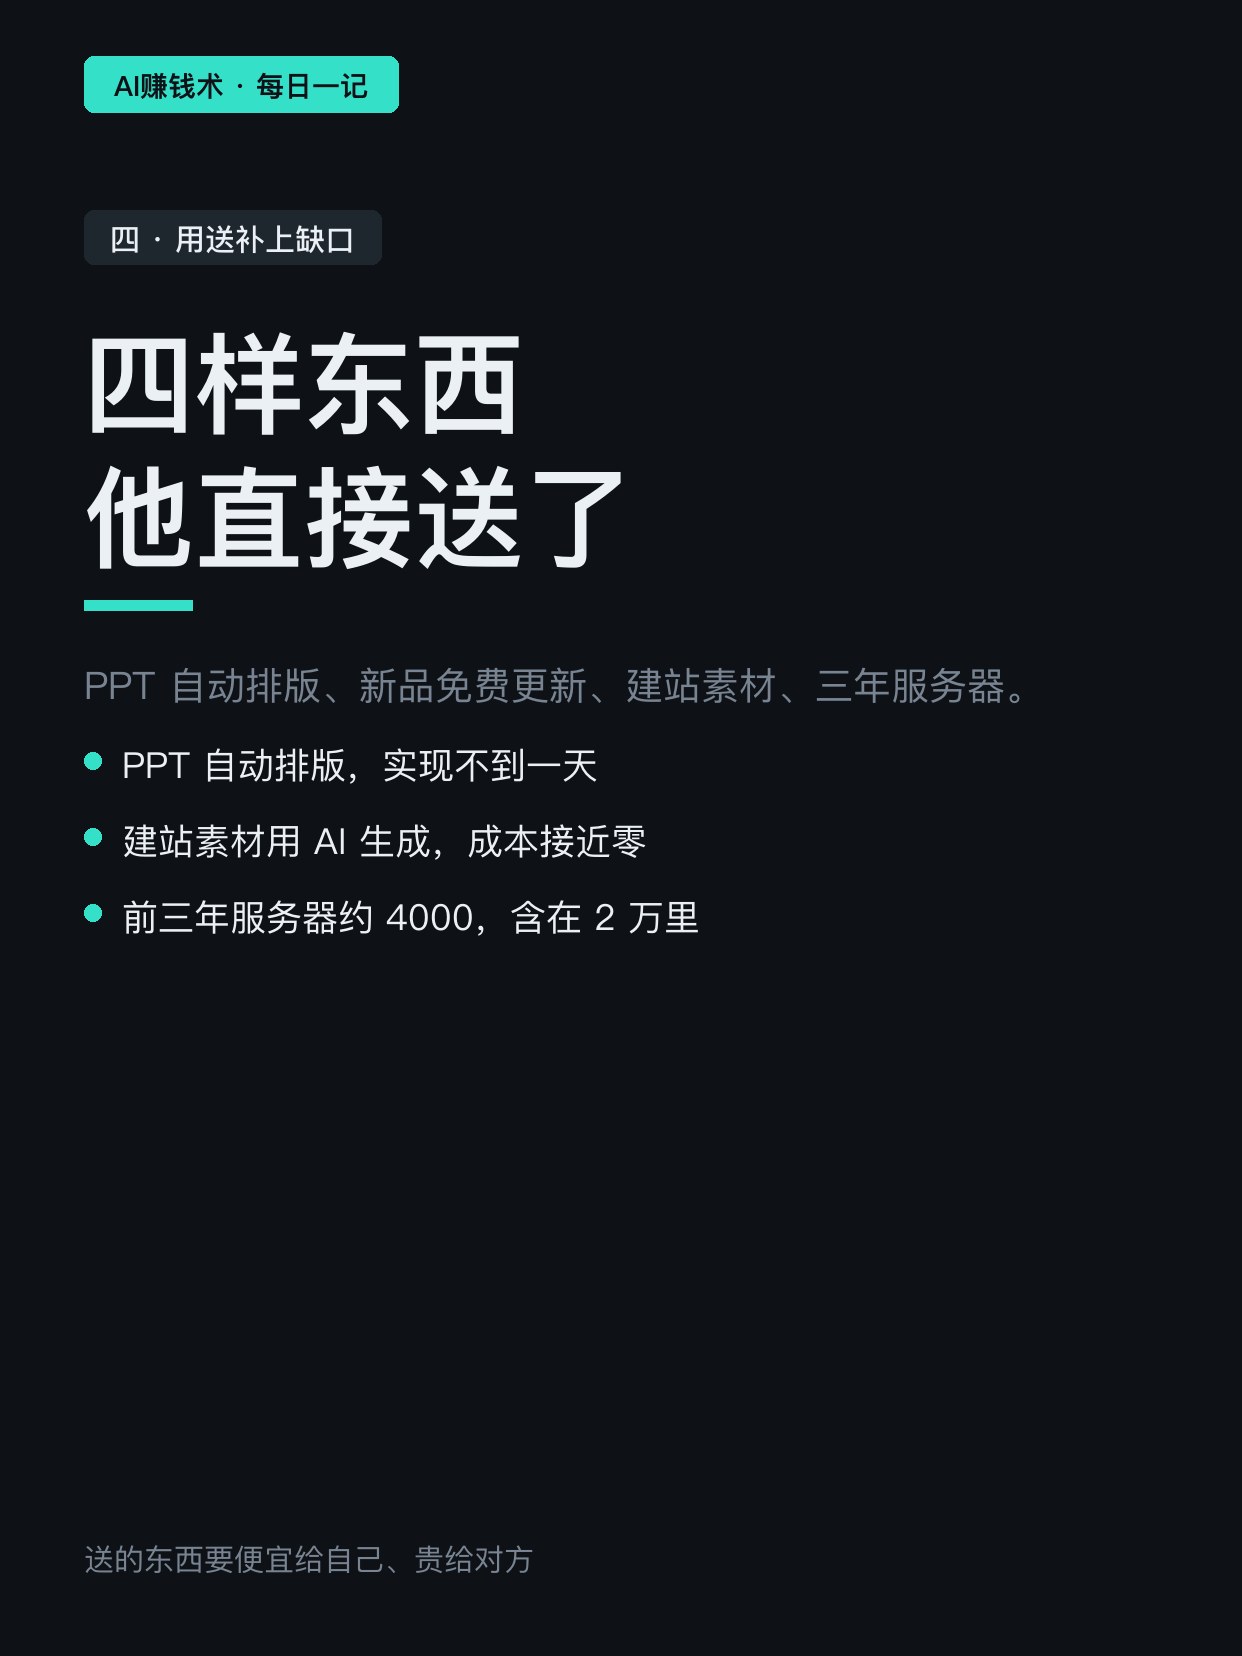 AI赚钱术 · 每日一记
四 · 用送补上缺口
四样东西
他直接送了
PPT 自动排版、新品免费更新、建站素材、三年服务器。
PPT 自动排版，实现不到一天
建站素材用 AI 生成，成本接近零
前三年服务器约 4000，含在 2 万里
送的东西要便宜给自己、贵给对方